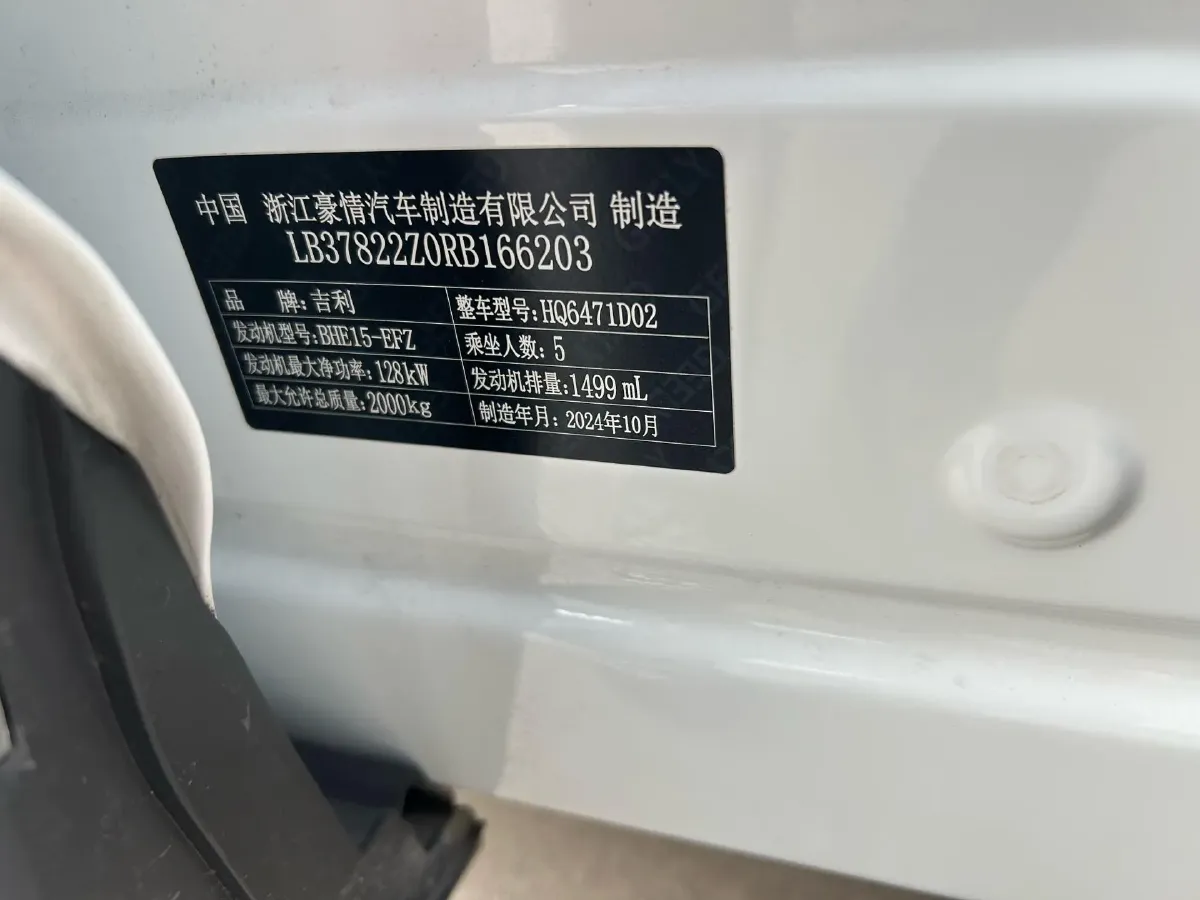 中国 浙江豪情汽车制造有限公司 制造
LB37822Z0RB166203
品 牌:吉利 整车型号:HQ6471D02
发动机型号:BHE15-EFZ 乘坐人数:5
发动机最大净功率:128kW 发动机排量:1499 mL
最大允许总质量:2000kg 制造年月:2024年10月